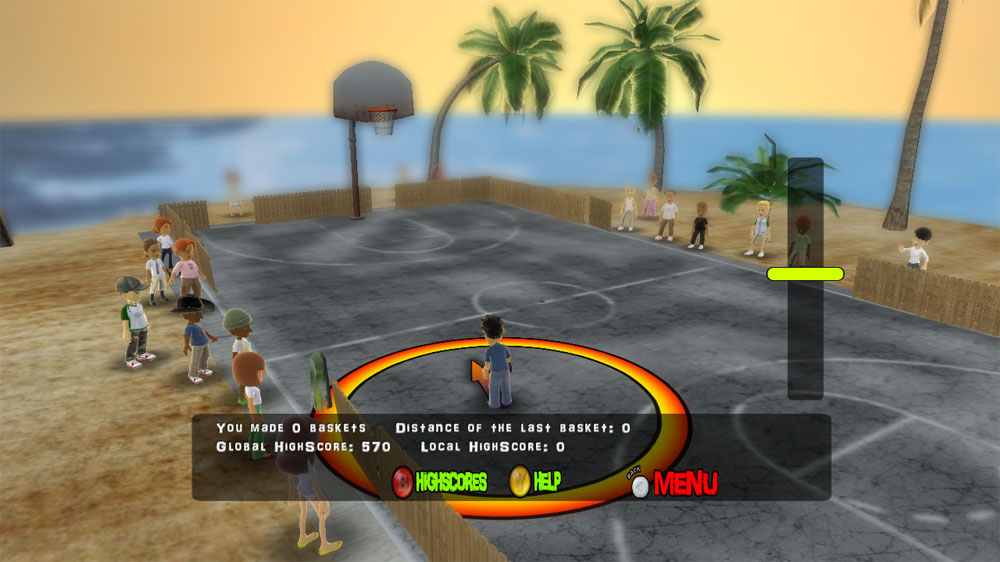 You made 0 baskets Distance of the last basket: 0
Global HighScore: 570 Local HighScore: 0
B HIGHSCORES Y HELP BACK MENU